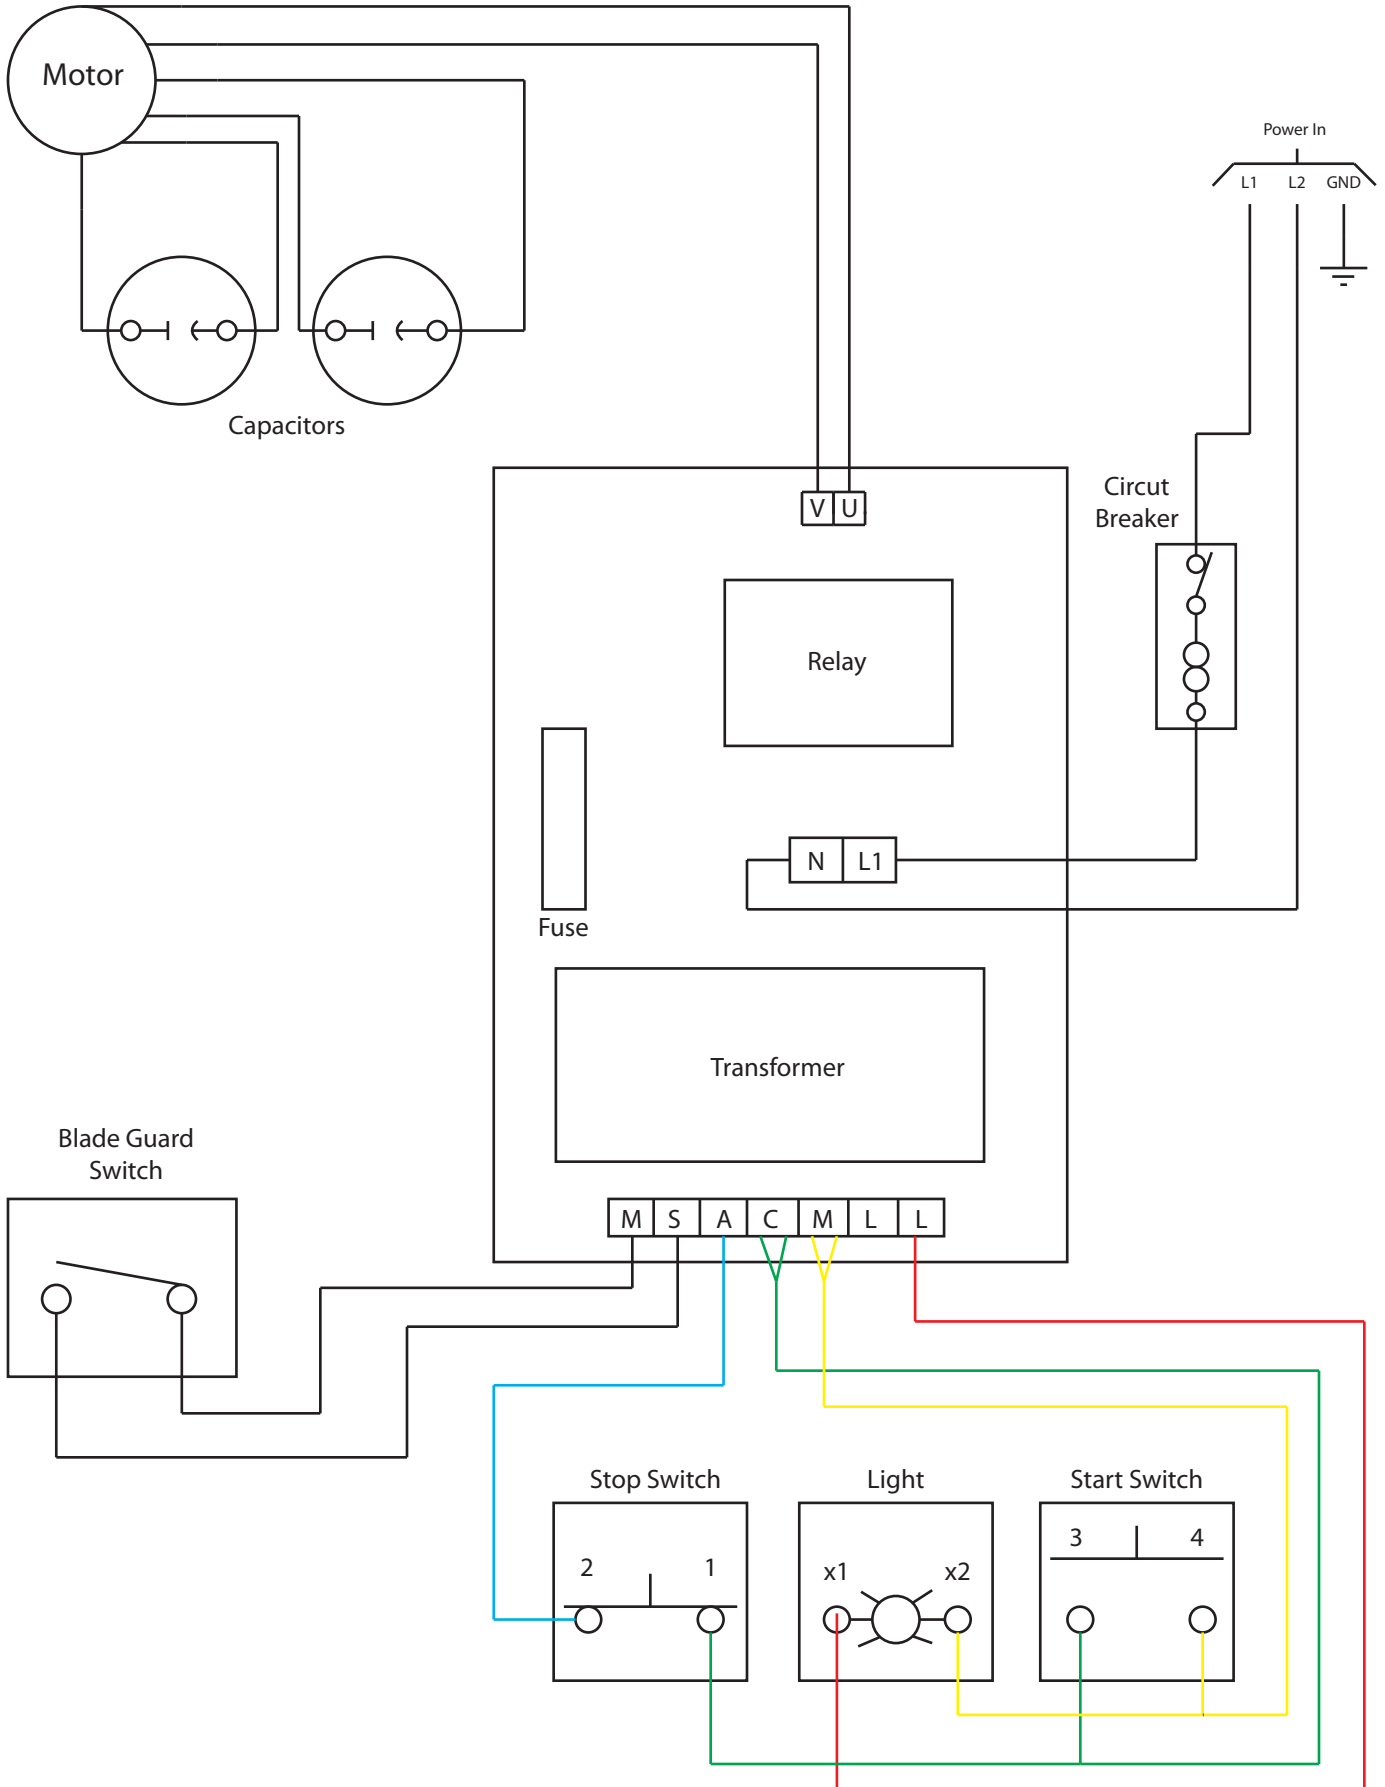 Motor
Power In
L1 L2 GND
Capacitors
Circut
Breaker
V U
Relay
N L1
Fuse
Transformer
Blade Guard
Switch
M S A C M L L
Stop Switch
Light
Start Switch
2 1
x1 x2
3 4